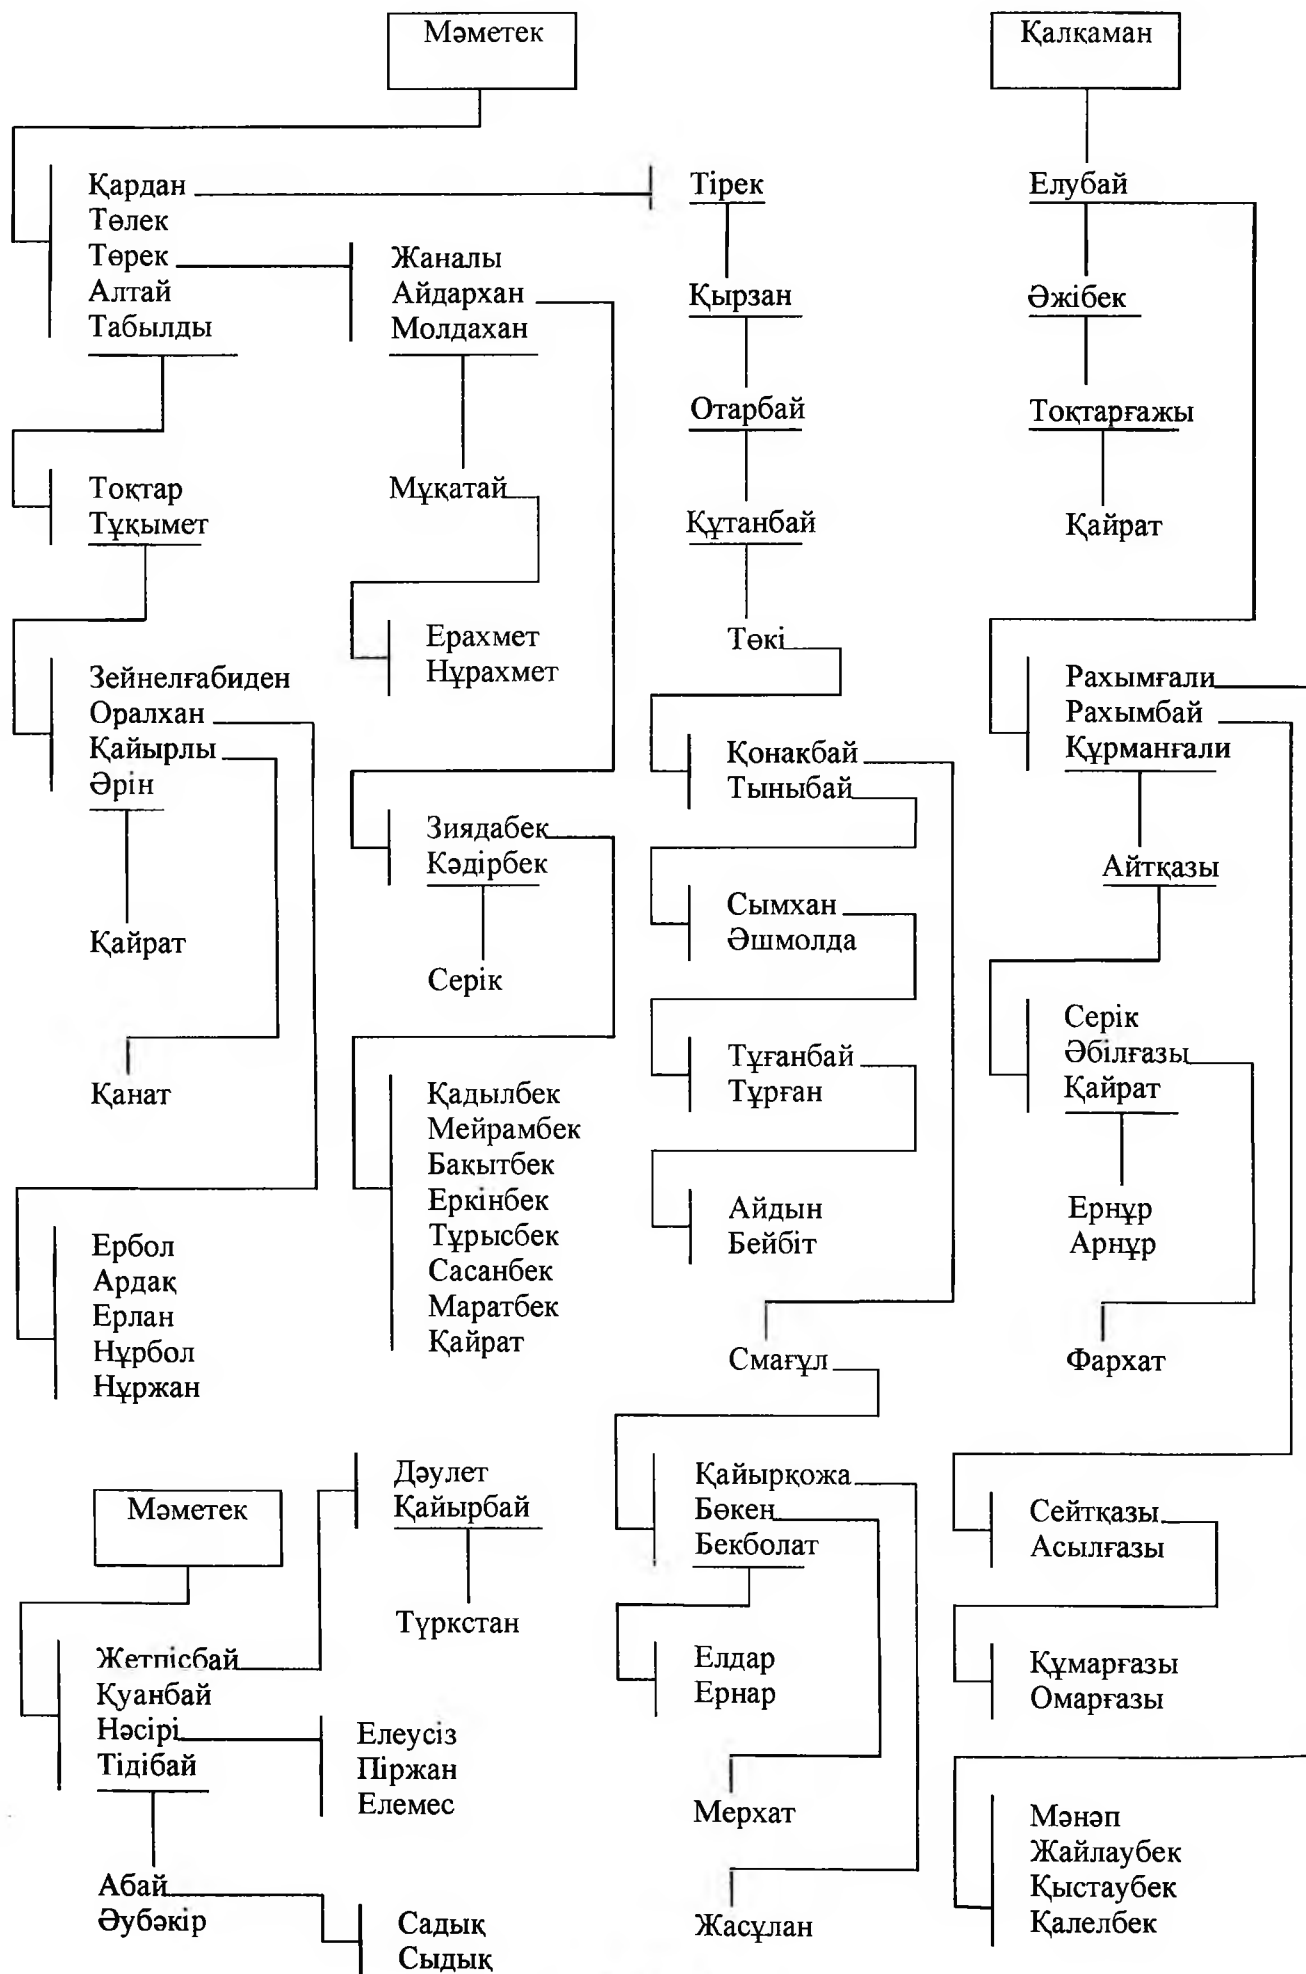 Мәметек
Қардан
Төлек
Төрек
Алтай
Табылды
Тоқтар
Тұқымет
Зейнелғабиден
Оралхан
Қайырлы
Әрін
Қайрат
Қанат
Ербол
Ардақ
Ерлан
Нұрбол
Нұржан
Жаналы
Айдархан
Молдахан
Мұқатай
Ерахмет
Нұрахмет
Зиядабек
Кәдірбек
Серік
Қадылбек
Мейрамбек
Бақытбек
Еркінбек
Тұрысбек
Сасанбек
Маратбек
Қайрат
Тірек
Қырзан
Отарбай
Құтанбай
Төкі
Қонакбай
Тыныбай
Сымхан
Әшмолда
Тұғанбай
Тұрған
Айдын
Бейбіт
Смағұл
Қайырқожа
Бөкен
Бекболат
Елдар
Ернар
Мерхат
Жасұлан
Қалқаман
Елубай
Әжібек
Тоқтарғажы
Қайрат
Рахымғали
Рахымбай
Құрманғали
Айтқазы
Серік
Әбілғазы
Қайрат
Ернұр
Арнұр
Фархат
Сейтқазы
Асылғазы
Құмарғазы
Омарғазы
Мәнәп
Жайлаубек
Қыстаубек
Қалелбек
Мәметек
Жетпісбай
Қуанбай
Нәсірі
Тідібай
Дәулет
Қайырбай
Түркстан
Елеусіз
Піржан
Елемес
Абай
Әубәкір
Садық
Сыдық